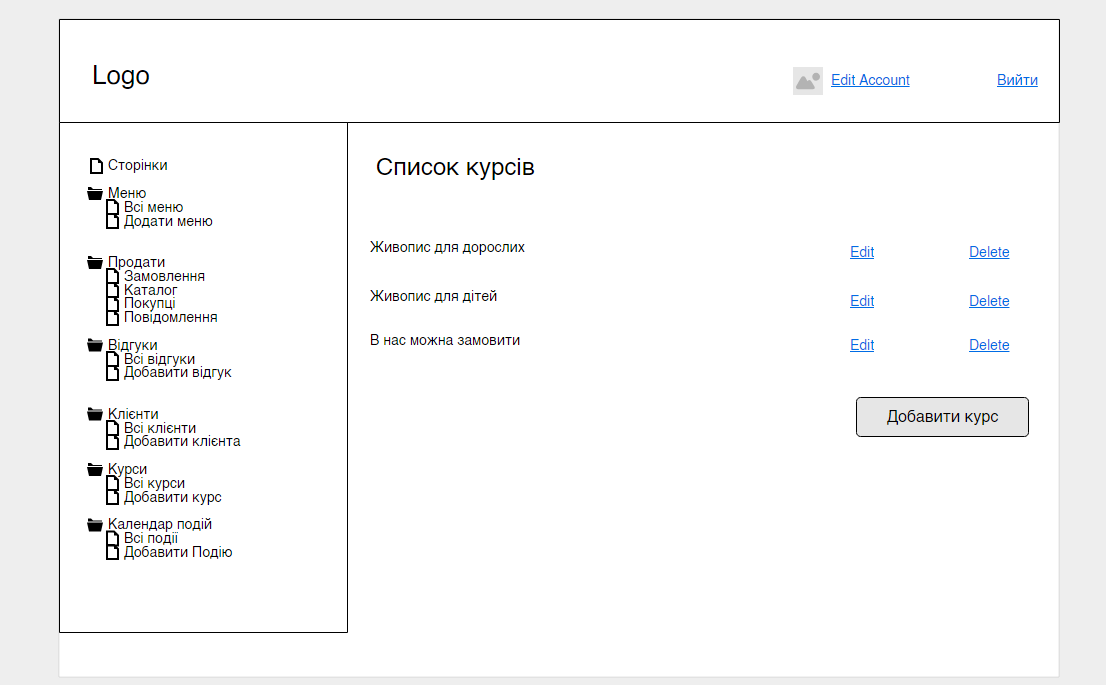 Logo
Edit Account
Вийти
Сторінки
Меню
Всі меню
Додати меню
Продати
Замовлення
Каталог
Покупці
Повідомлення
Відгуки
Всі відгуки
Добавити відгук
Клієнти
Всі клієнти
Добавити клієнта
Курси
Всі курси
Добавити курс
Календар подій
Всі події
Добавити Подію
Список курсів
Живопис для дорослих Edit Delete
Живопис для дітей Edit Delete
В нас можна замовити Edit Delete
Добавити курс